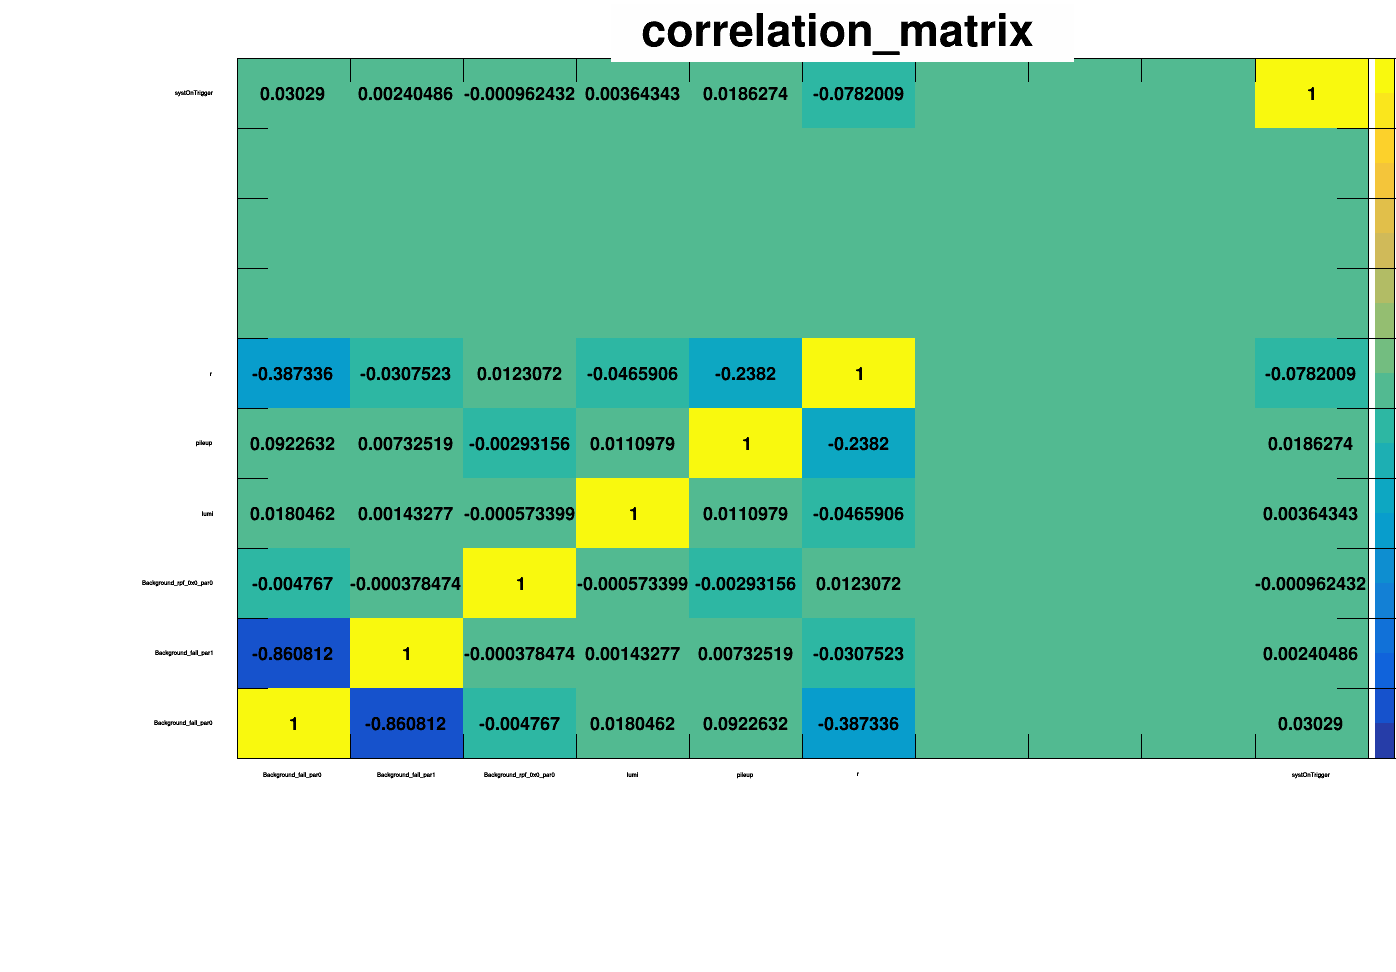 correlation_matrix
systOnTrigger 0.03029 0.00240486 -0.000962432 0.00364343 0.0186274 -0.0782009 1
r -0.387336 -0.0307523 0.0123072 -0.0465906 -0.2382 1 -0.0782009
pileup 0.0922632 0.00732519 -0.00293156 0.0110979 1 -0.2382 0.0186274
lumi 0.0180462 0.00143277 -0.000573399 1 0.0110979 -0.0465906 0.00364343
Background_rpf_0x0_par0 -0.004767 -0.000378474 1 -0.000573399 -0.00293156 0.0123072 -0.000962432
Background_fail_par1 -0.860812 1 -0.000378474 0.00143277 0.00732519 -0.0307523 0.00240486
Background_fail_par0 1 -0.860812 -0.004767 0.0180462 0.0922632 -0.387336 0.03029
Background_fail_par0 Background_fail_par1 Background_rpf_0x0_par0 lumi pileup r systOnTrigger